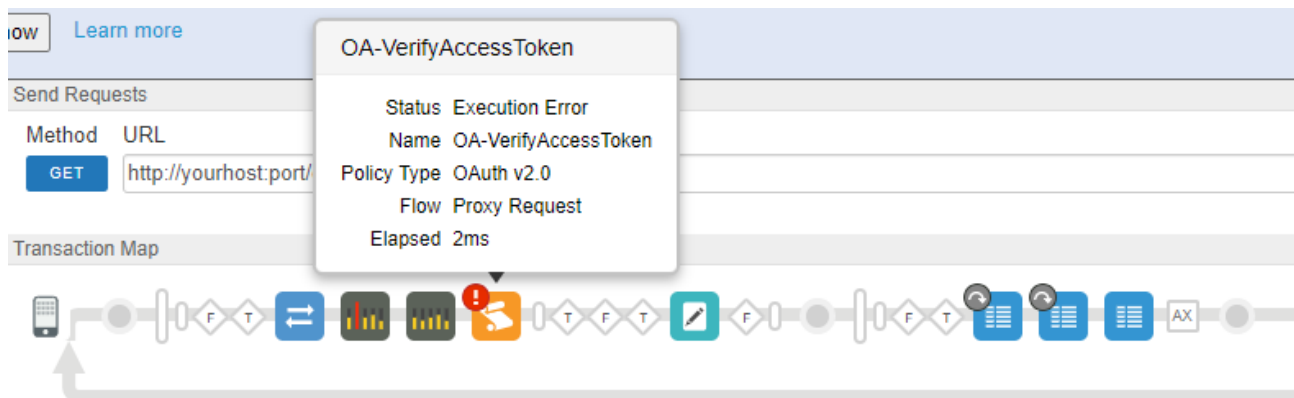 now Learn more
OA-VerifyAccessToken
Send Requests
Status Execution Error
Method URL
Name OA-VerifyAccessToken
GET http://yourhost:port/
Policy Type OAuth v2.0
Flow Proxy Request
Elapsed 2ms
Transaction Map
F T T F T F F T AX